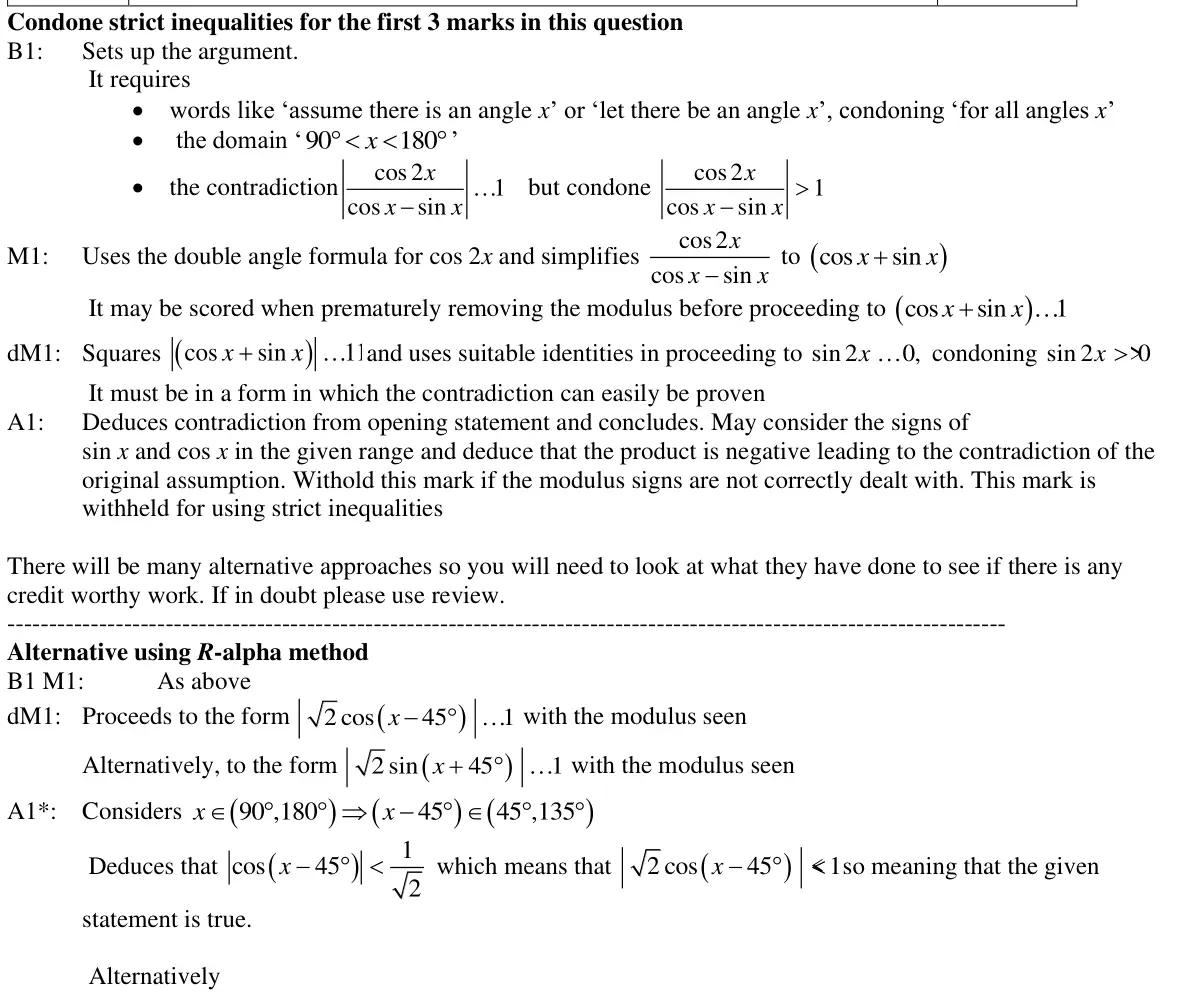 Condone strict inequalities for the first 3 marks in this question
B1: Sets up the argument.
It requires
• words like ‘assume there is an angle x’ or ‘let there be an angle x’, condoning ‘for all angles x’
• the domain ‘ 90° < x < 180° ’
• the contradiction |cos 2x / (cos x − sin x)| …1 but condone |cos 2x / (cos x − sin x)| > 1
M1: Uses the double angle formula for cos 2x and simplifies cos 2x / (cos x − sin x) to (cos x + sin x)
It may be scored when prematurely removing the modulus before proceeding to (cos x + sin x)…1
dM1: Squares |(cos x + sin x)| …1 and uses suitable identities in proceeding to sin 2x …0, condoning sin 2x > 0
It must be in a form in which the contradiction can easily be proven
A1: Deduces contradiction from opening statement and concludes. May consider the signs of
sin x and cos x in the given range and deduce that the product is negative leading to the contradiction of the
original assumption. Withold this mark if the modulus signs are not correctly dealt with. This mark is
withheld for using strict inequalities
There will be many alternative approaches so you will need to look at what they have done to see if there is any
credit worthy work. If in doubt please use review.
Alternative using R-alpha method
B1 M1: As above
dM1: Proceeds to the form |√2 cos(x − 45°)| …1 with the modulus seen
Alternatively, to the form |√2 sin(x + 45°)| …1 with the modulus seen
A1*: Considers x ∈ (90°,180°) ⇒ (x − 45°) ∈ (45°,135°)
Deduces that |cos(x − 45°)| < 1/√2 which means that |√2 cos(x − 45°)| < 1 so meaning that the given
statement is true.
Alternatively